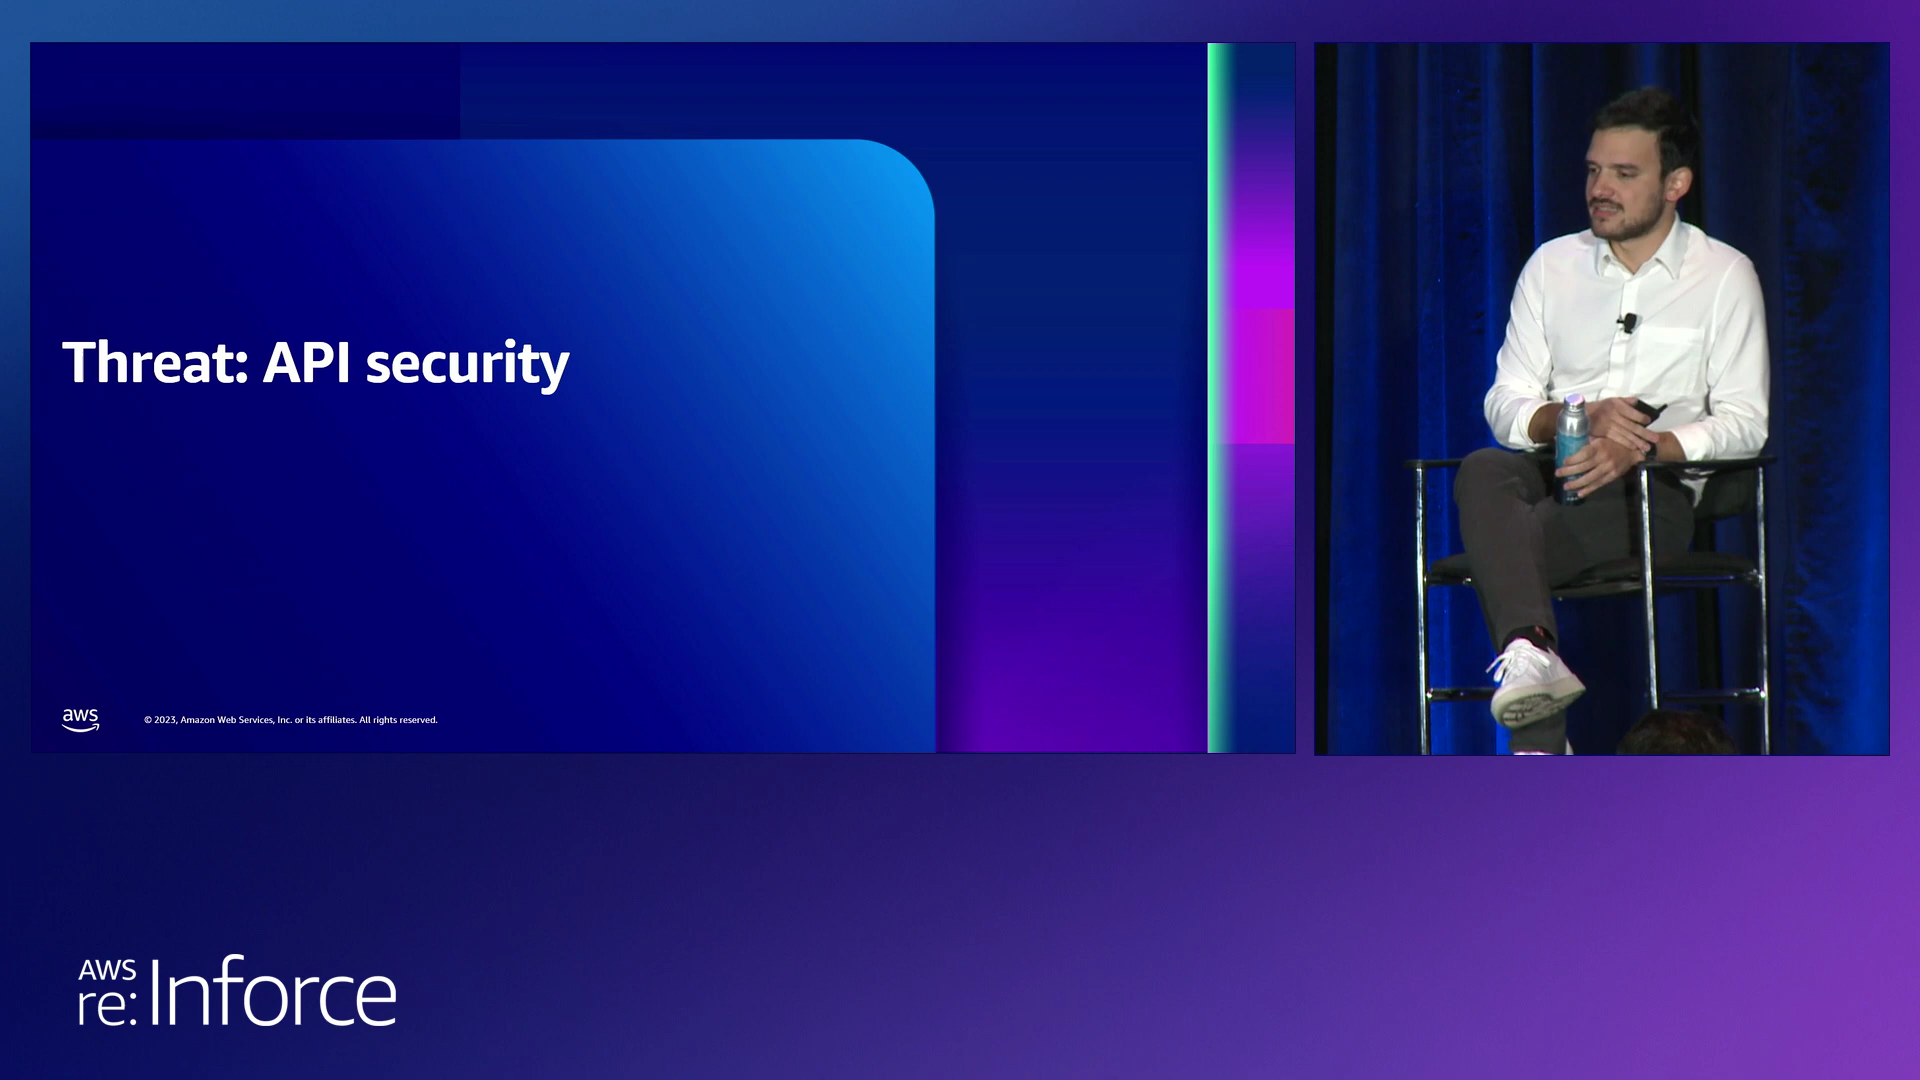 Threat: API security
aws
© 2023, Amazon Web Services, Inc. or its affiliates. All rights reserved.
AWS
re:Inforce